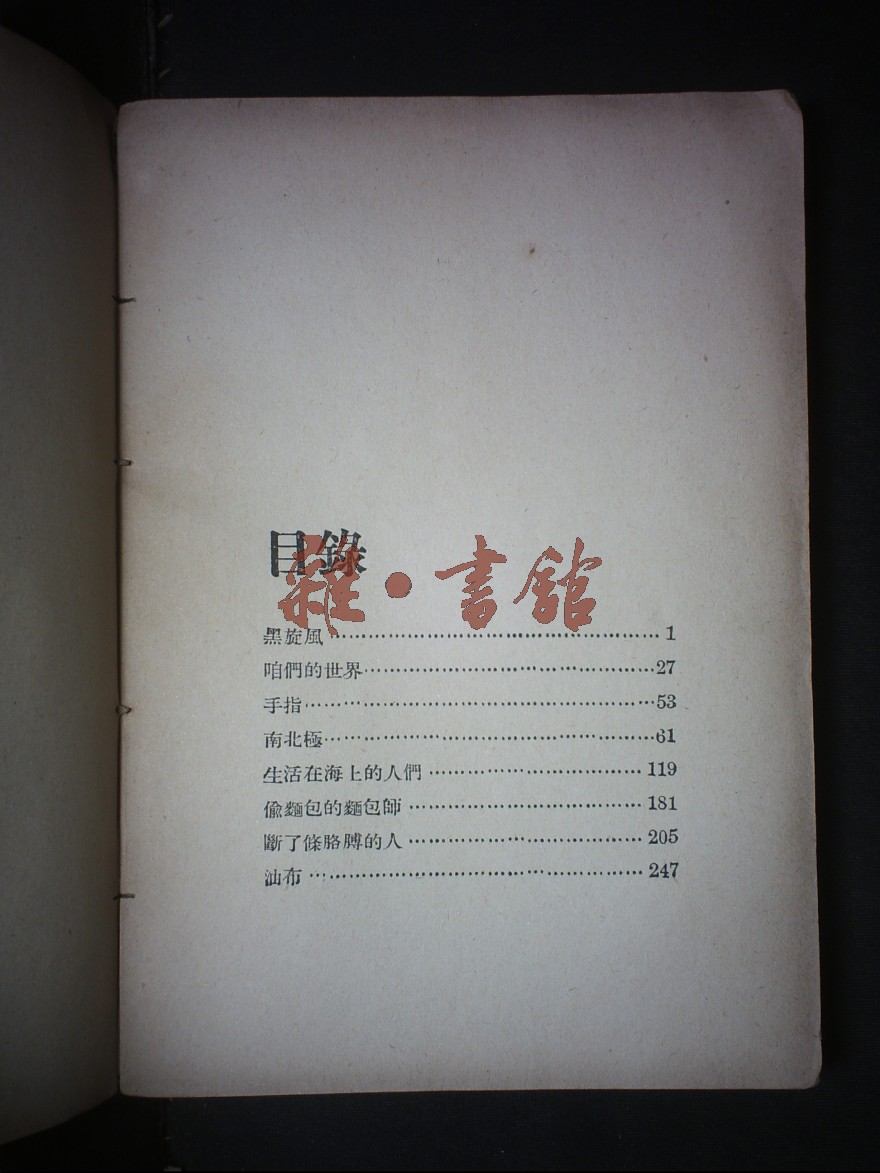 目錄
雜·書館
黑旋風……………………………………………1
咱們的世界……………………………………27
手指……………………………………………53
南北極…………………………………………61
生活在海上的人們……………………………119
偸麵包的麵包師………………………………181
斷了條胳膊的人………………………………205
油布……………………………………………247